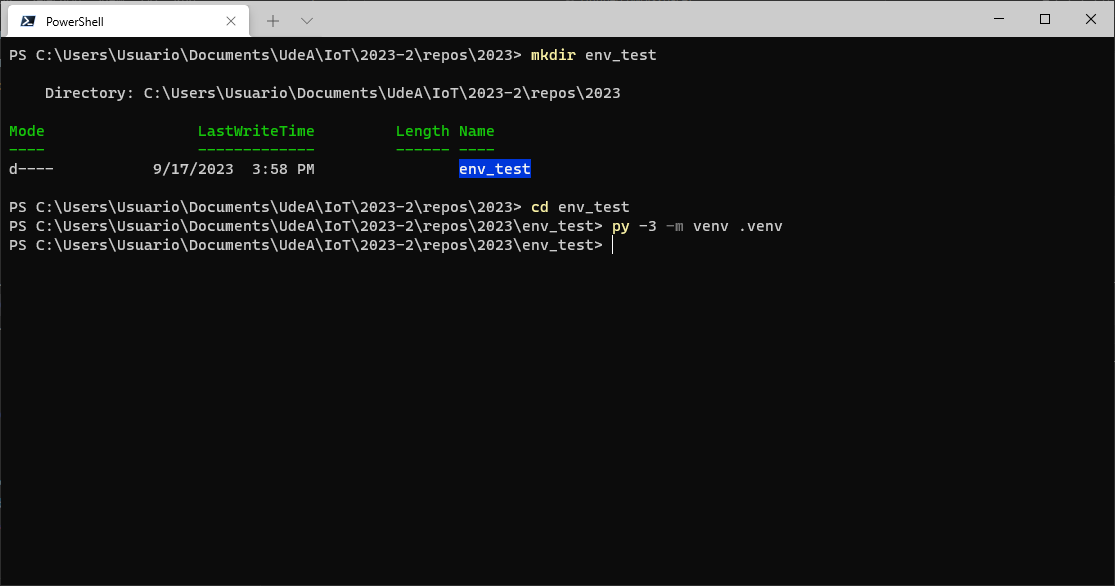 PowerShell
PS C:\Users\Usuario\Documents\UdeA\IoT\2023-2\repos\2023> mkdir env_test
Directory: C:\Users\Usuario\Documents\UdeA\IoT\2023-2\repos\2023
Mode LastWriteTime Length Name
---- ------------- ------ ----
d---- 9/17/2023 3:58 PM env_test
PS C:\Users\Usuario\Documents\UdeA\IoT\2023-2\repos\2023> cd env_test
PS C:\Users\Usuario\Documents\UdeA\IoT\2023-2\repos\2023\env_test> py -3 -m venv .venv
PS C:\Users\Usuario\Documents\UdeA\IoT\2023-2\repos\2023\env_test>